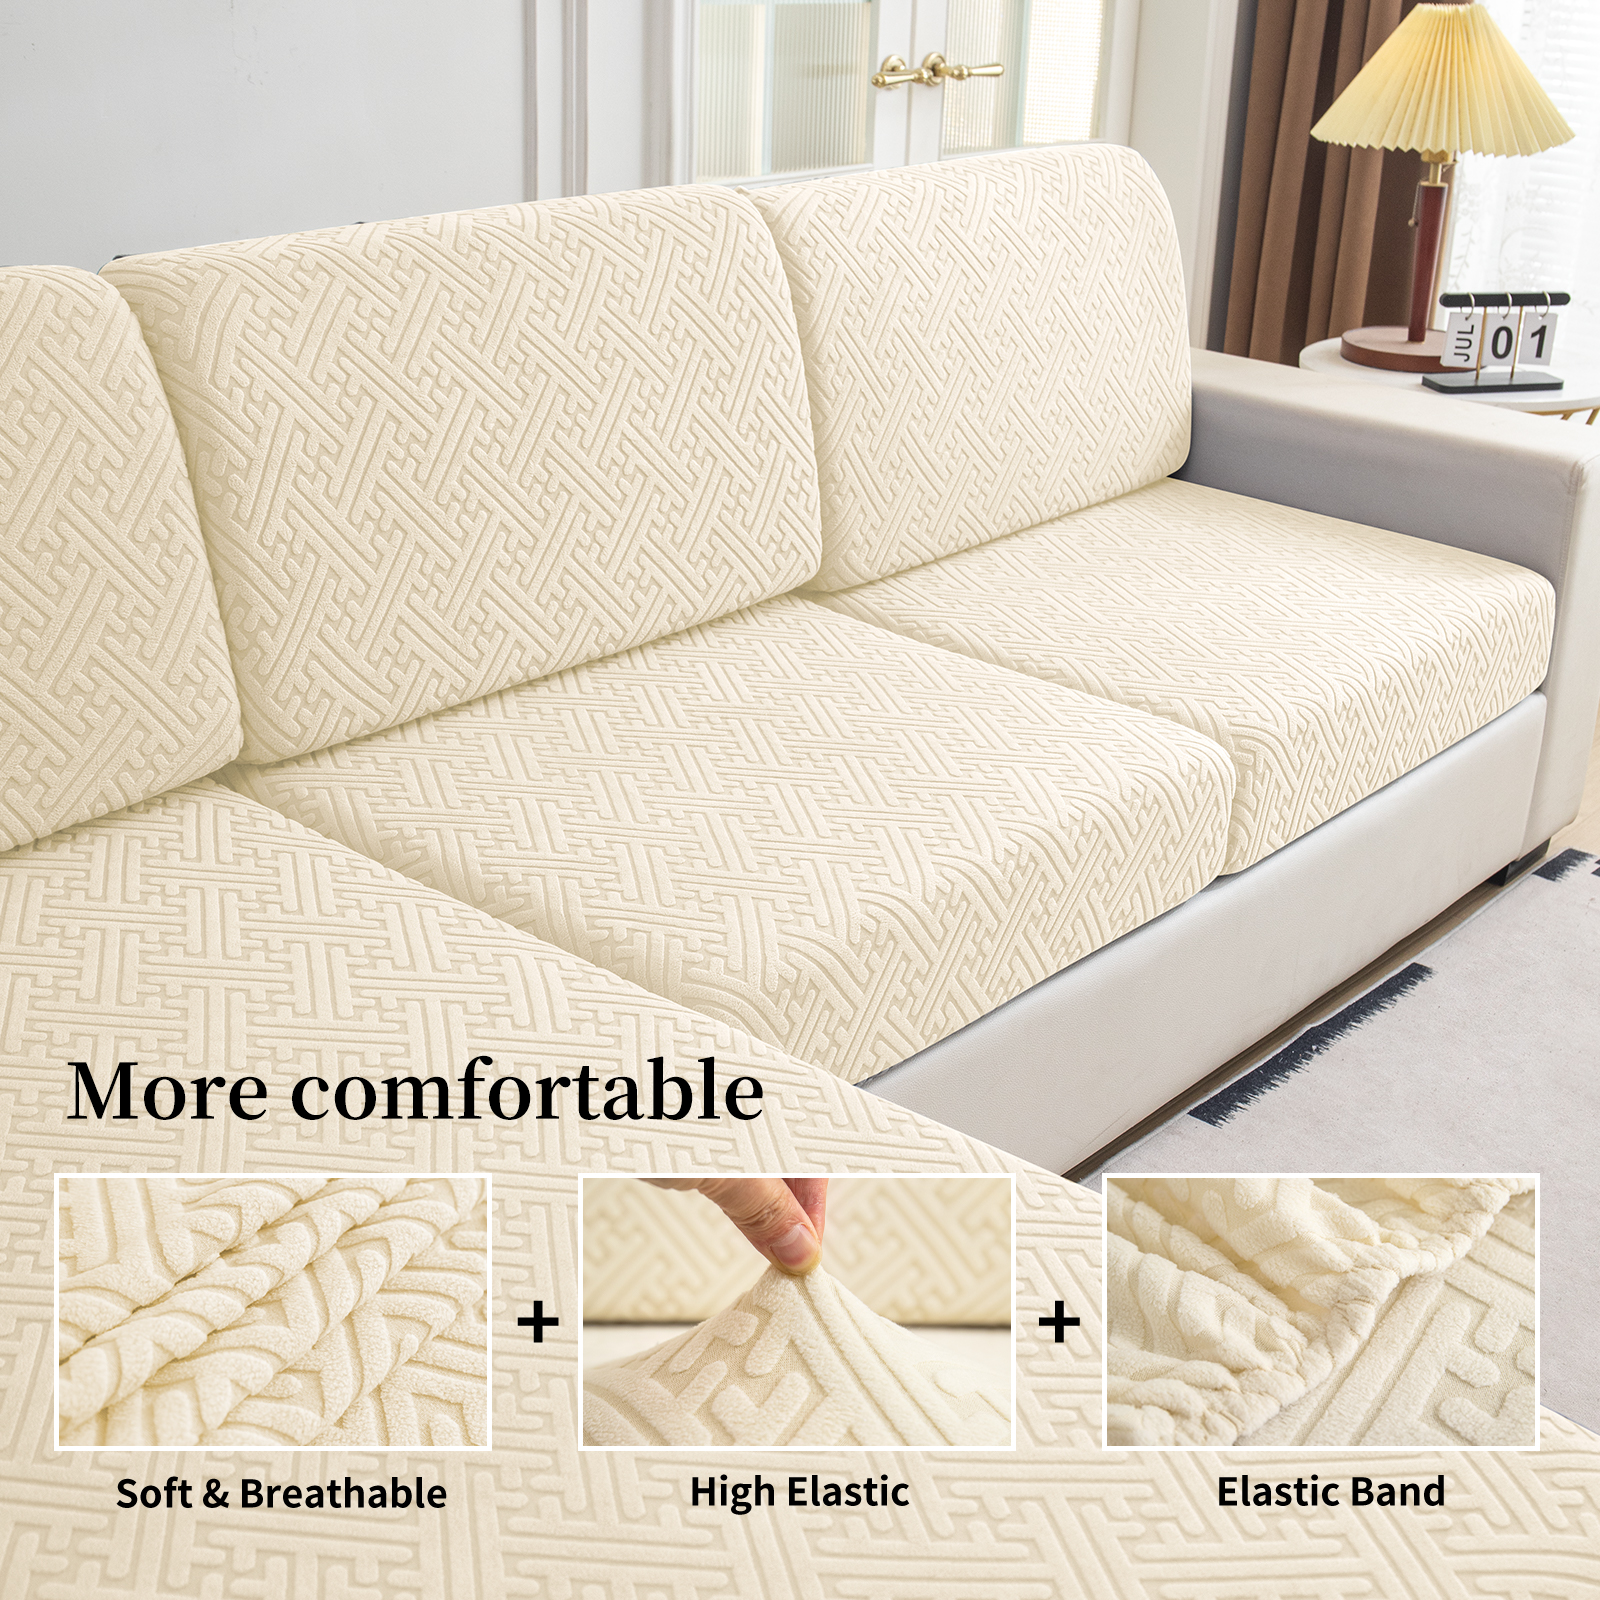 JUL 0 1
More comfortable
+ +
Soft & Breathable
High Elastic
Elastic Band